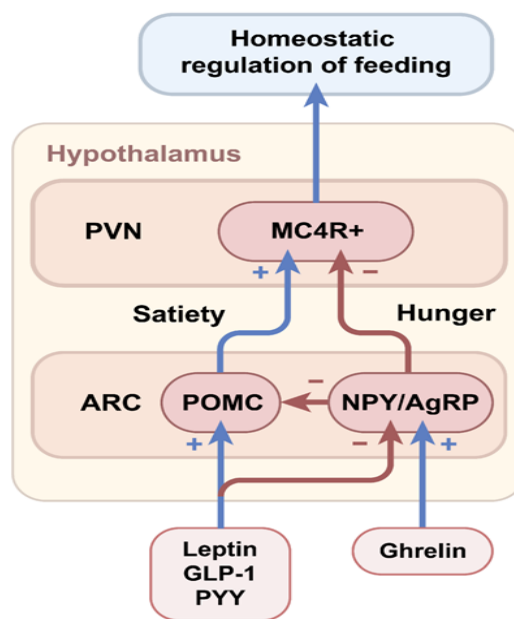 Homeostatic
regulation of feeding
Hypothalamus
PVN
MC4R+
+
−
Satiety
Hunger
ARC
POMC
−
NPY/AgRP
+
−
+
Leptin
GLP-1
PYY
Ghrelin